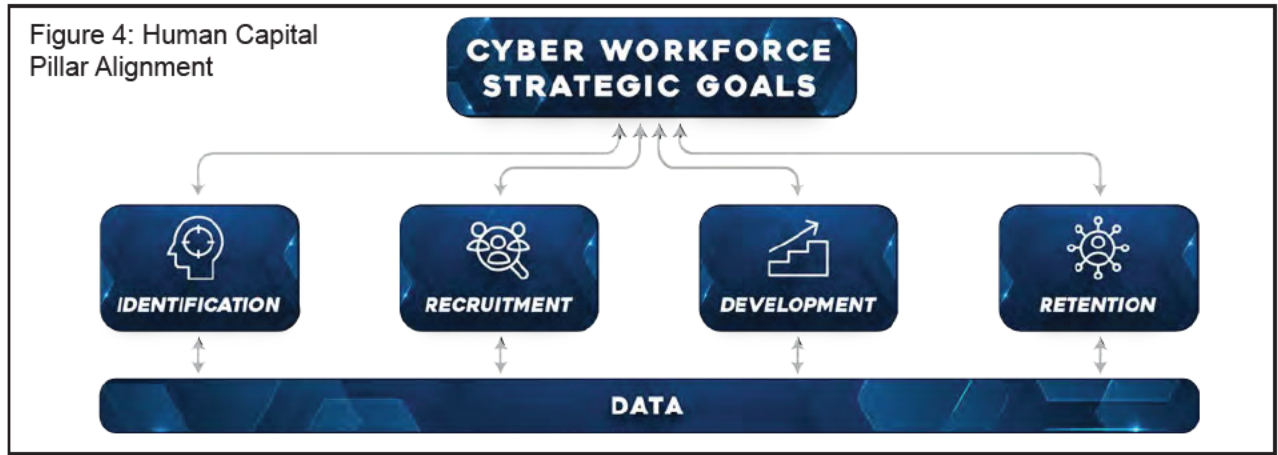 Figure 4: Human Capital
Pillar Alignment
CYBER WORKFORCE
STRATEGIC GOALS
IDENTIFICATION
RECRUITMENT
DEVELOPMENT
RETENTION
DATA